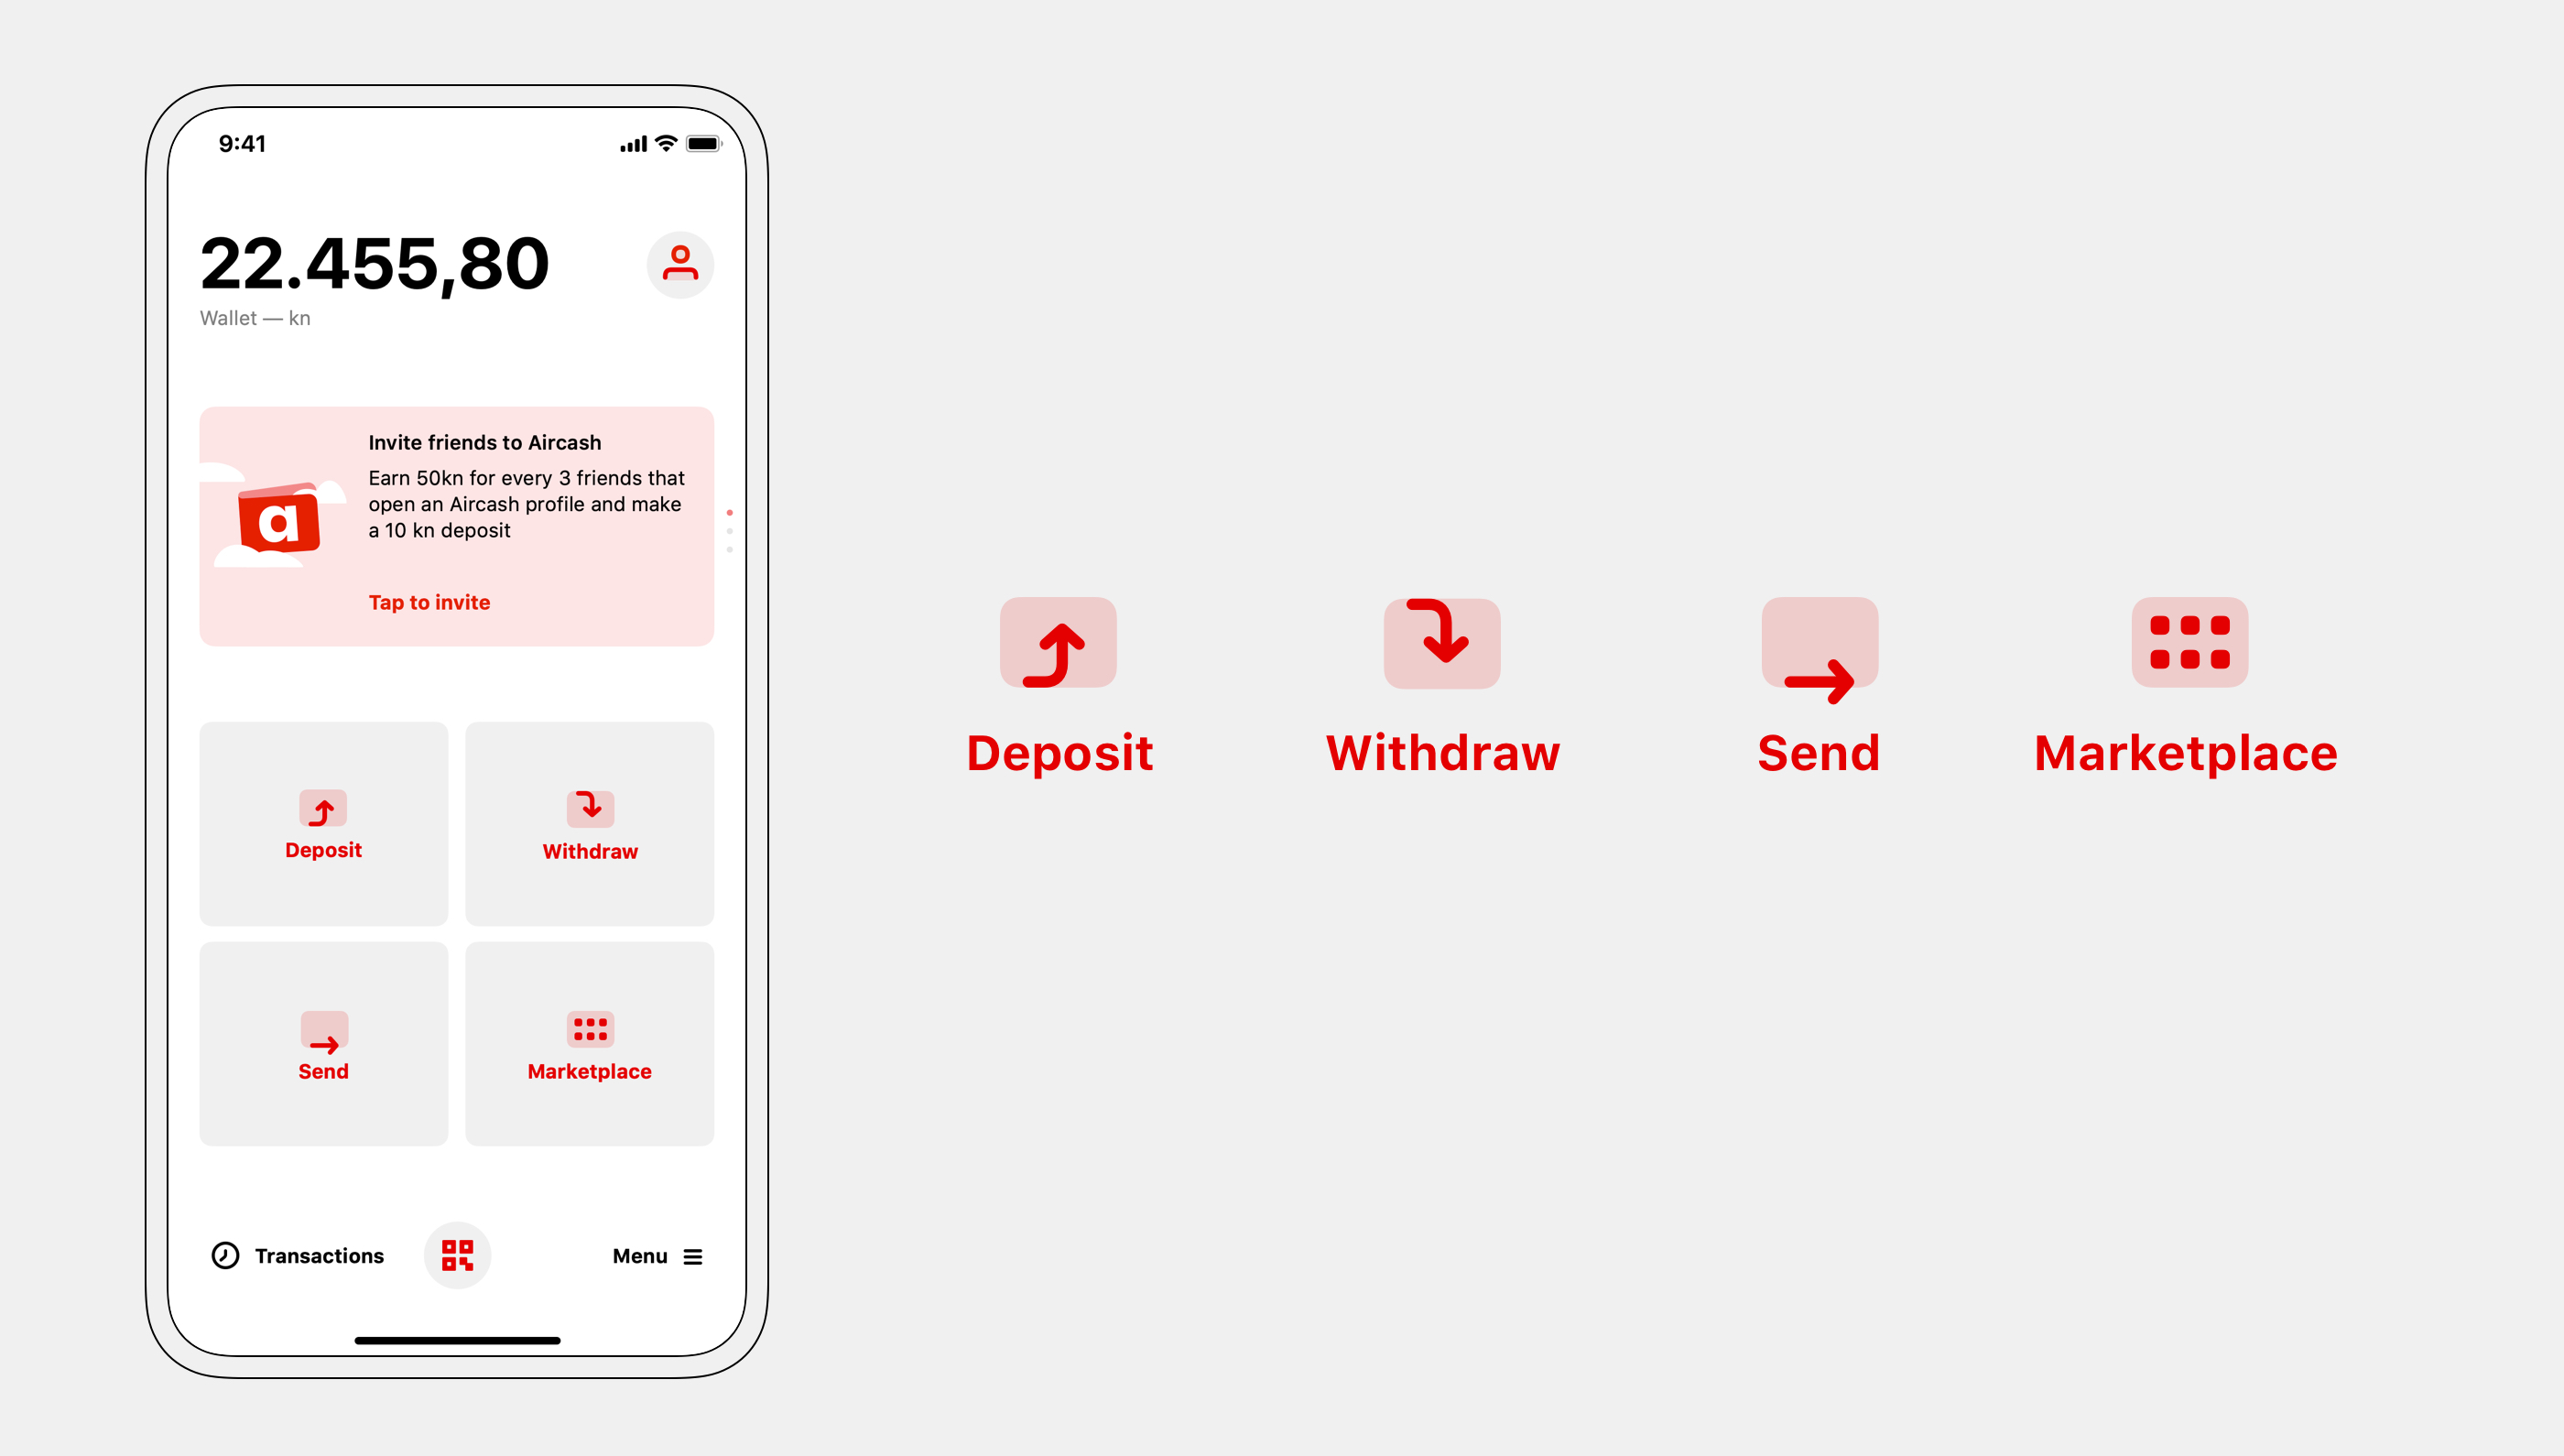 9:41
22.455,80
Wallet — kn
Invite friends to Aircash
Earn 50kn for every 3 friends that
open an Aircash profile and make
a 10 kn deposit
a
Tap to invite
Deposit
Withdraw
Send
Marketplace
Transactions
Menu
Deposit
Withdraw
Send
Marketplace